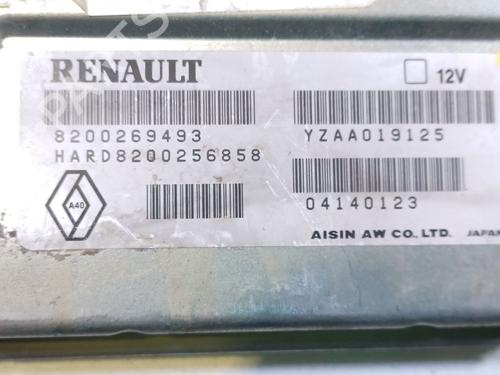 RENAULT
12V
8200269493
YZAA019125
HARD8200256858
A40
04140123
AISIN AW CO., LTD. JAPAN